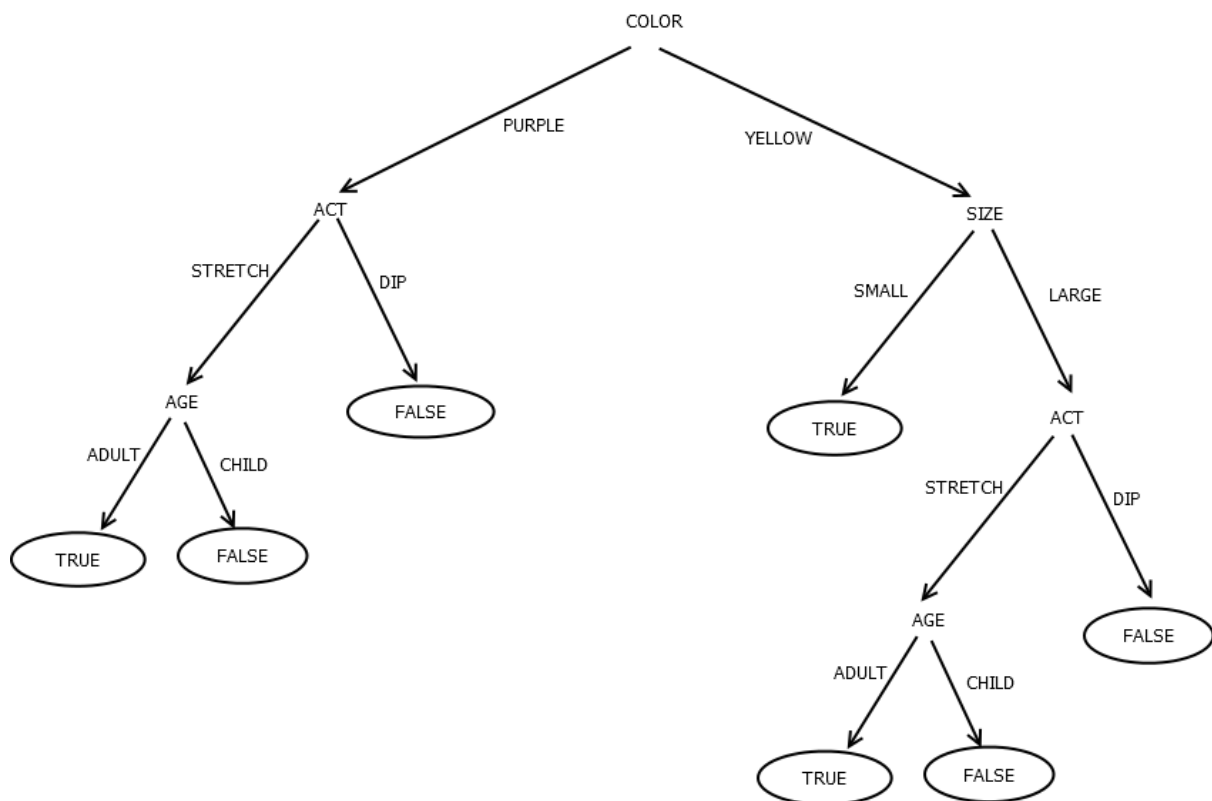 COLOR
PURPLE
YELLOW
ACT
SIZE
STRETCH
DIP
SMALL
LARGE
AGE
FALSE
TRUE
ACT
ADULT
CHILD
STRETCH
DIP
TRUE
FALSE
AGE
FALSE
ADULT
CHILD
TRUE
FALSE